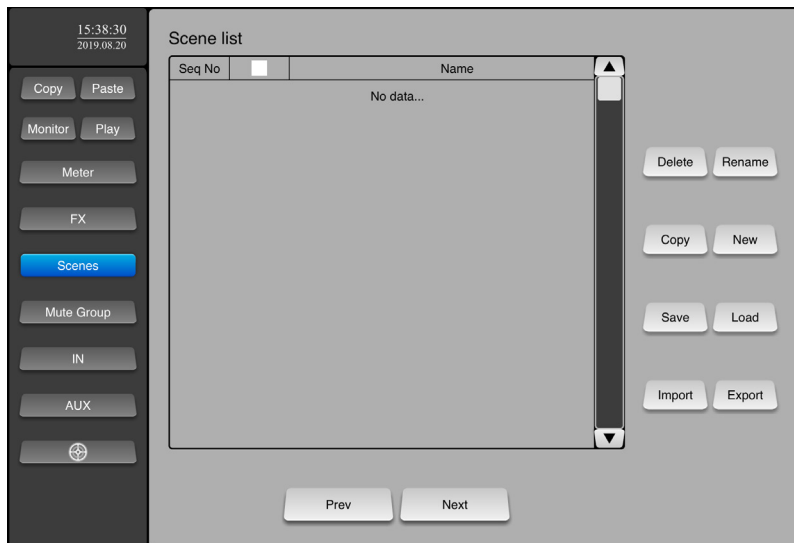 15:38:30
2019.08.20
Copy Paste
Monitor Play
Meter
FX
Scenes
Mute Group
IN
AUX
Scene list
Seq No Name
No data...
Delete Rename
Copy New
Save Load
Import Export
Prev Next